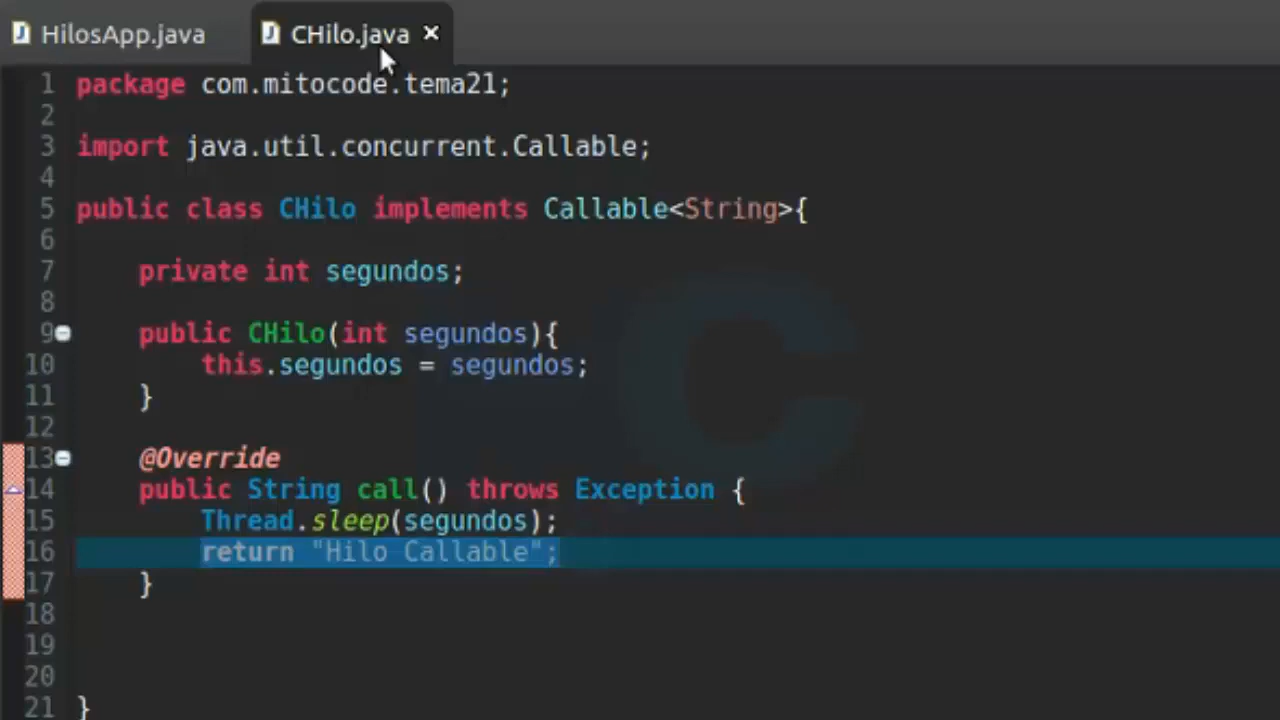 HilosApp.java CHilo.java ×
1 package com.mitocode.tema21;
2
3 import java.util.concurrent.Callable;
4
5 public class CHilo implements Callable<String>{
6
7     private int segundos;
8
9     public CHilo(int segundos){
10         this.segundos = segundos;
11     }
12
13     @Override
14     public String call() throws Exception {
15         Thread.sleep(segundos);
16         return "Hilo Callable";
17     }
18
19
20
21 }